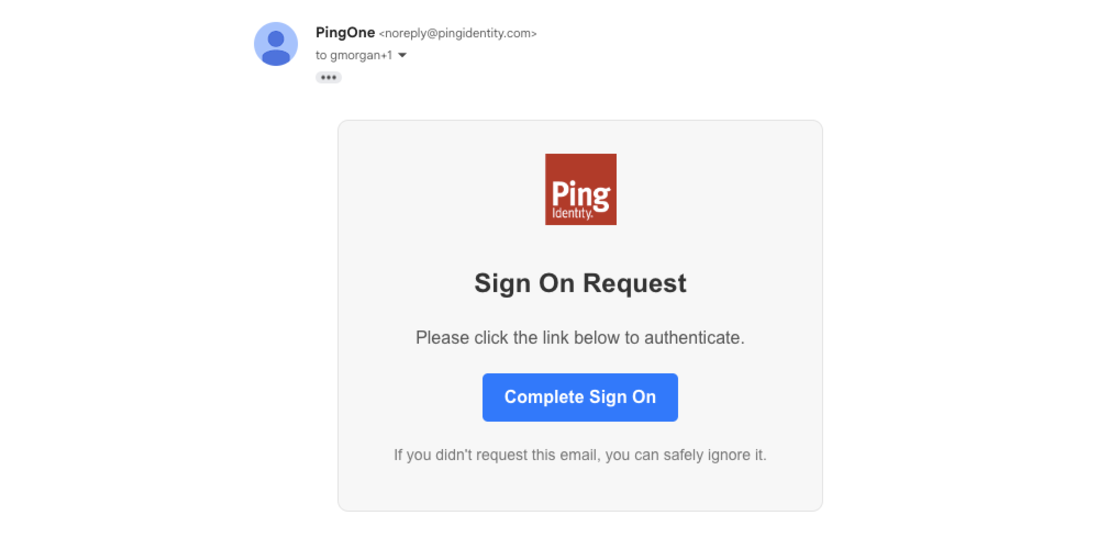 PingOne <noreply@pingidentity.com>
to gmorgan+1
Ping
Identity.
Sign On Request
Please click the link below to authenticate.
Complete Sign On
If you didn't request this email, you can safely ignore it.